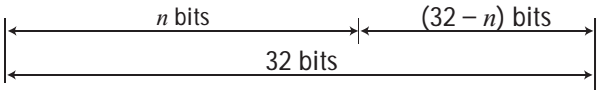 n bits
(32 – n) bits
32 bits